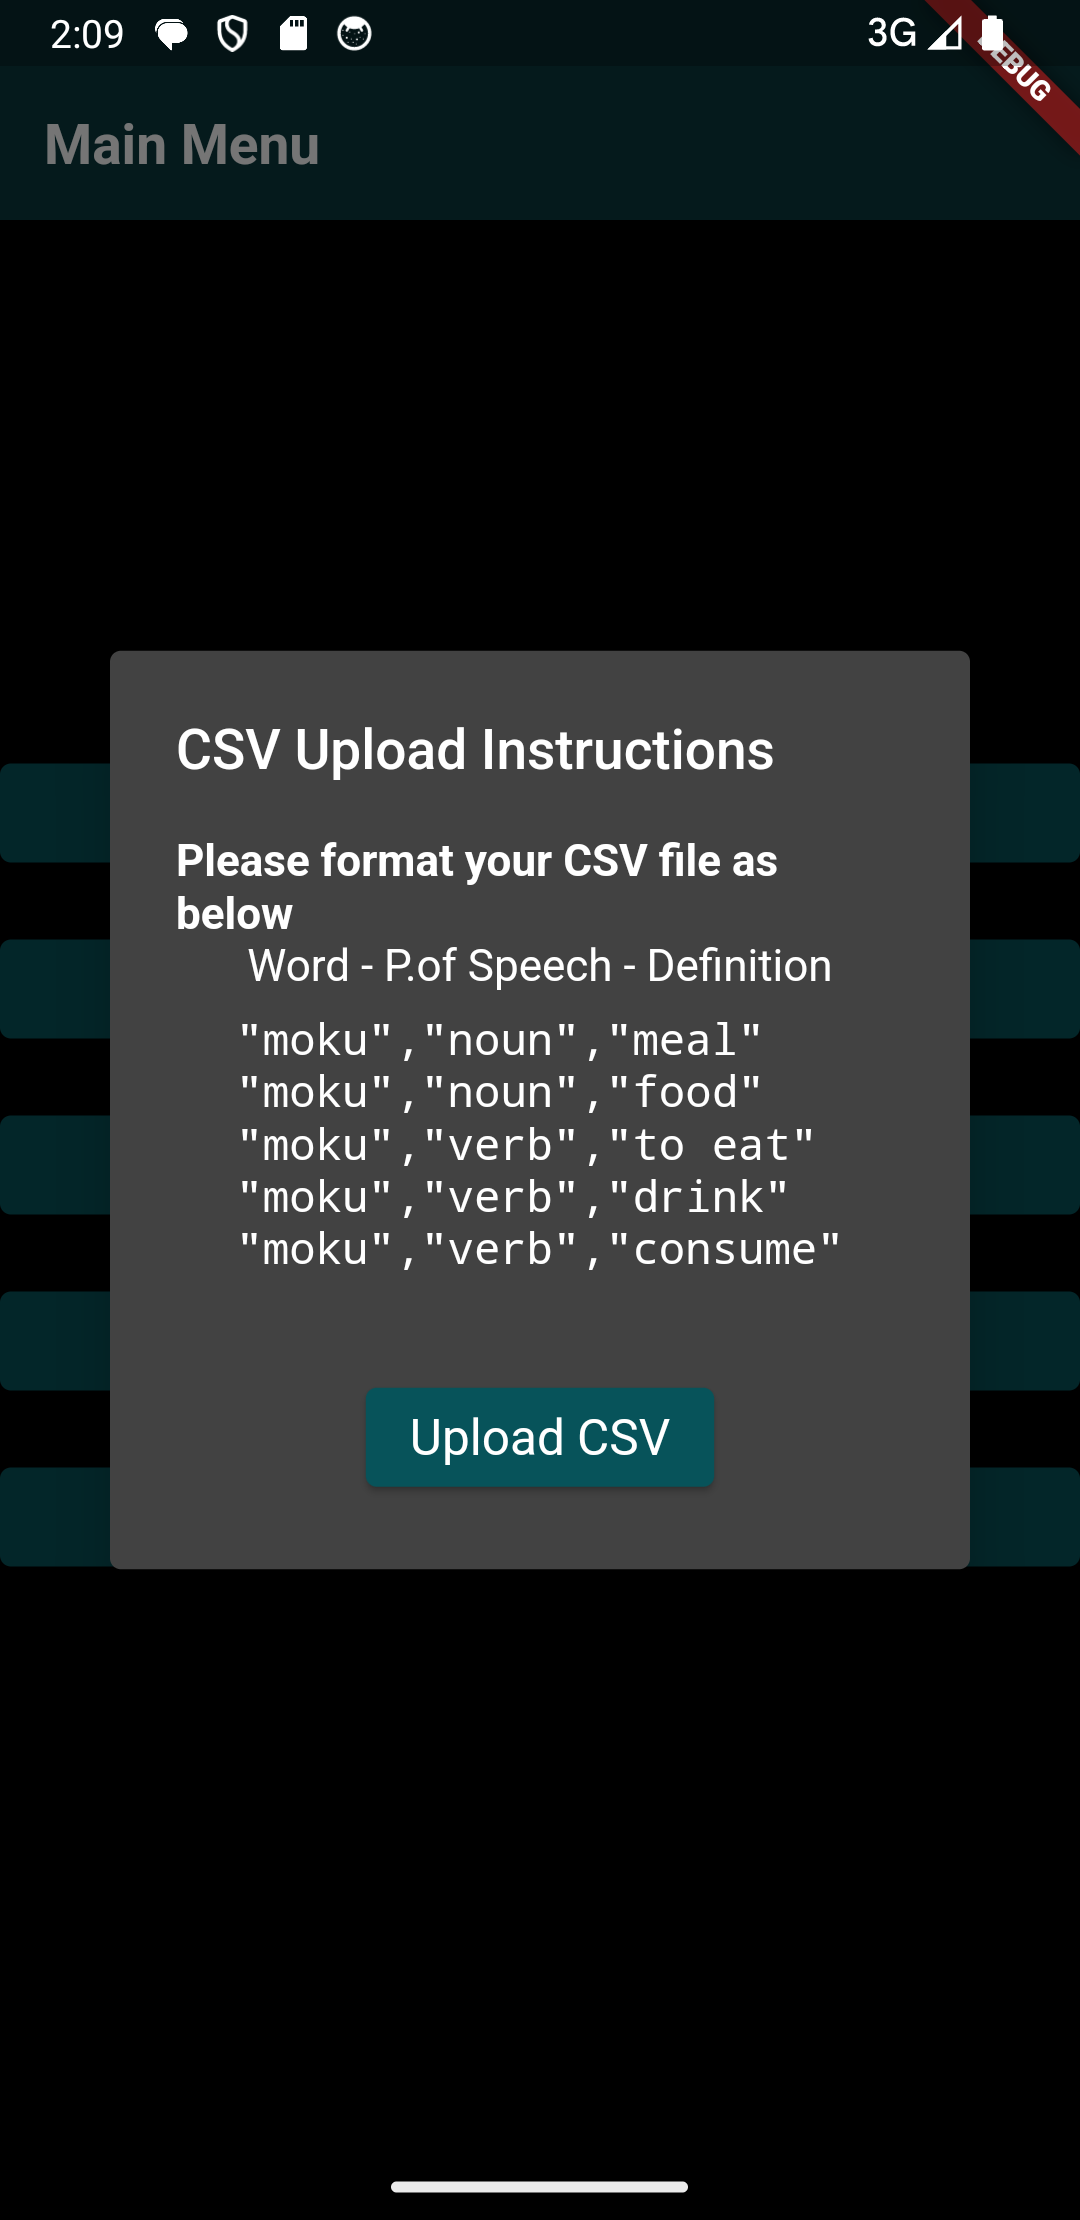 2:09
3G
DEBUG
Main Menu
CSV Upload Instructions
Please format your CSV file as
below
Word - P.of Speech - Definition
"moku","noun","meal"
"moku","noun","food"
"moku","verb","to eat"
"moku","verb","drink"
"moku","verb","consume"
Upload CSV